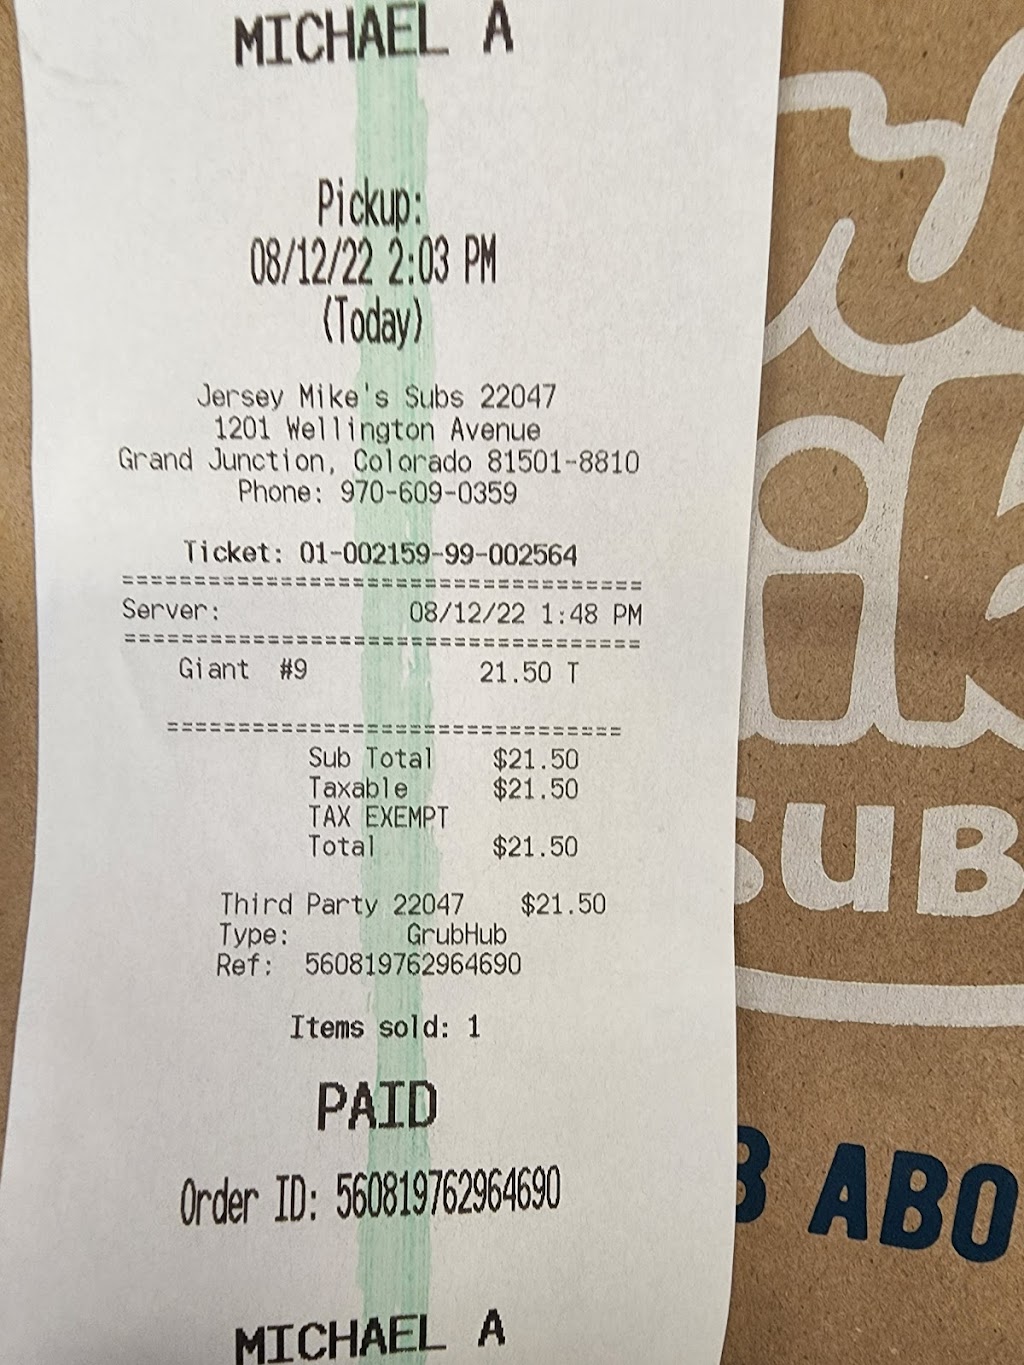 MICHAEL A
Pickup:
08/12/22 2:03 PM
(Today)
Jersey Mike's Subs 22047
1201 Wellington Avenue
Grand Junction, Colorado 81501-8810
Phone: 970-609-0359
Ticket: 01-002159-99-002564
====================================
Server: 08/12/22 1:48 PM
====================================
Giant #9 21.50 T
===============================
Sub Total $21.50
Taxable $21.50
TAX EXEMPT
Total $21.50
Third Party 22047 $21.50
Type: GrubHub
Ref: 560819762964690
Items sold: 1
PAID
Order ID: 560819762964690
MICHAEL A
SUB
B ABO